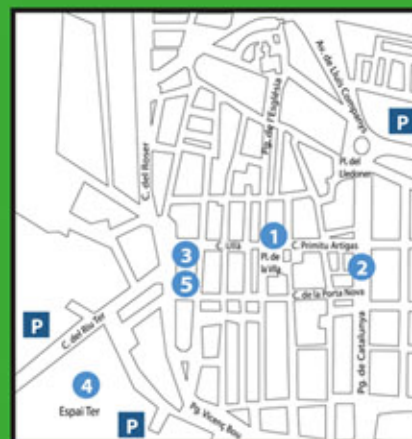 Av. de Lluís Companys
Pg. de l'Església
P
C. del Roser
Pl. del
Lledoner
1
C. Ullà
C. Primitu Artigas
3
Pl. de
la Vila
2
5
C. de la Porta Nova
P
C. del Riu Ter
Pg. de Catalunya
4
Espai Ter
P
Pg. Vicenç Bou